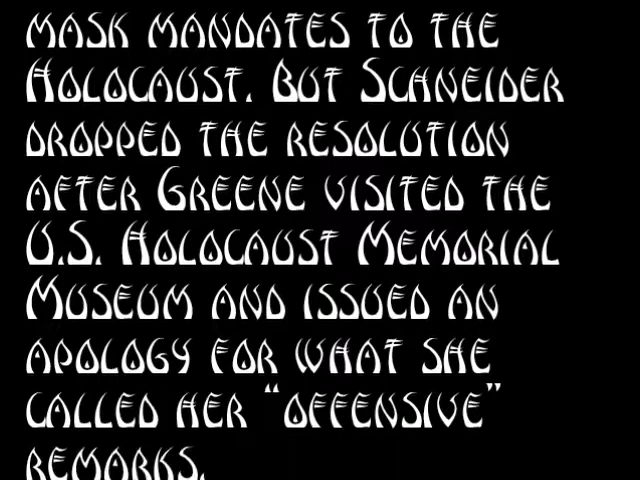 mask mandates to the
Holocaust. But Schneider
dropped the resolution
after Greene visited the
U.S. Holocaust Memorial
Museum and issued an
apology for what she
called her “offensive”
remarks.